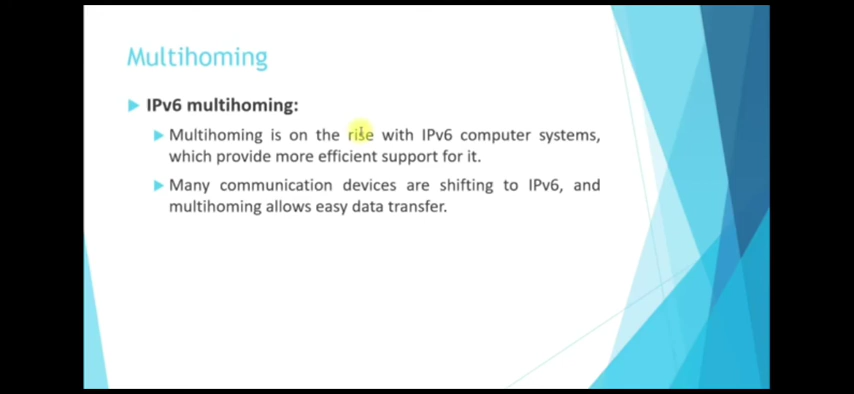 Multihoming
IPv6 multihoming:
Multihoming is on the rise with IPv6 computer systems,
which provide more efficient support for it.
Many communication devices are shifting to IPv6, and
multihoming allows easy data transfer.